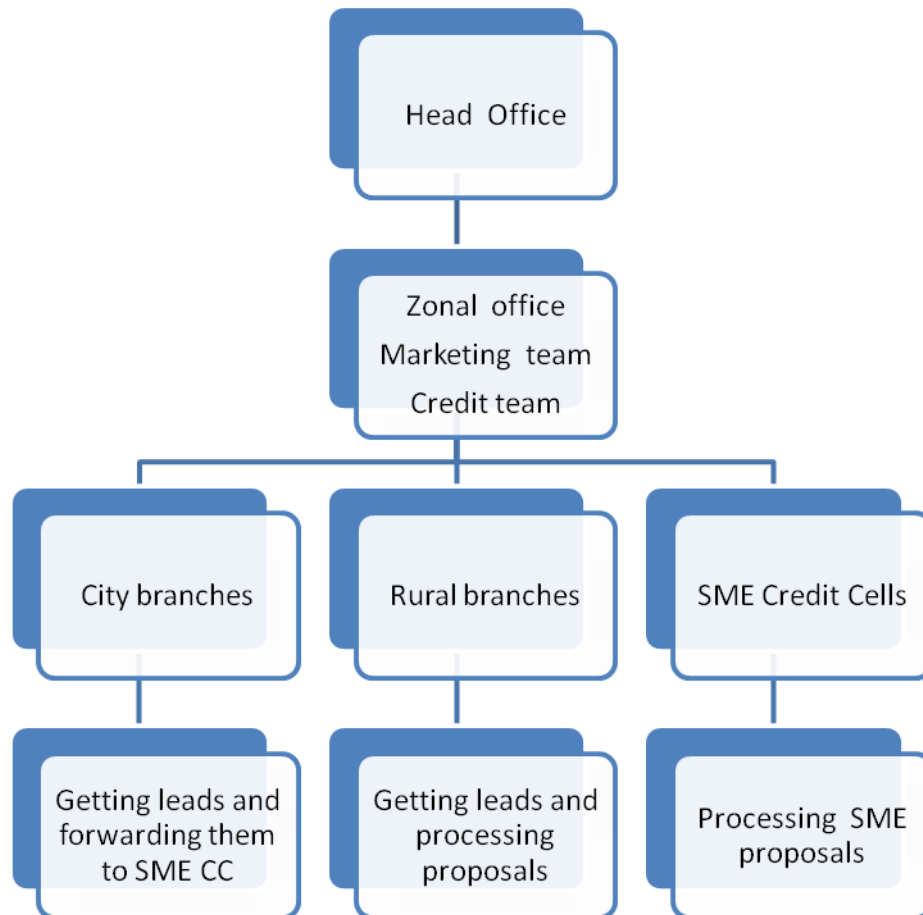 Head Office
Zonal office
Marketing team
Credit team
City branches
Rural branches
SME Credit Cells
Getting leads and
forwarding them
to SME CC
Getting leads and
processing
proposals
Processing SME
proposals